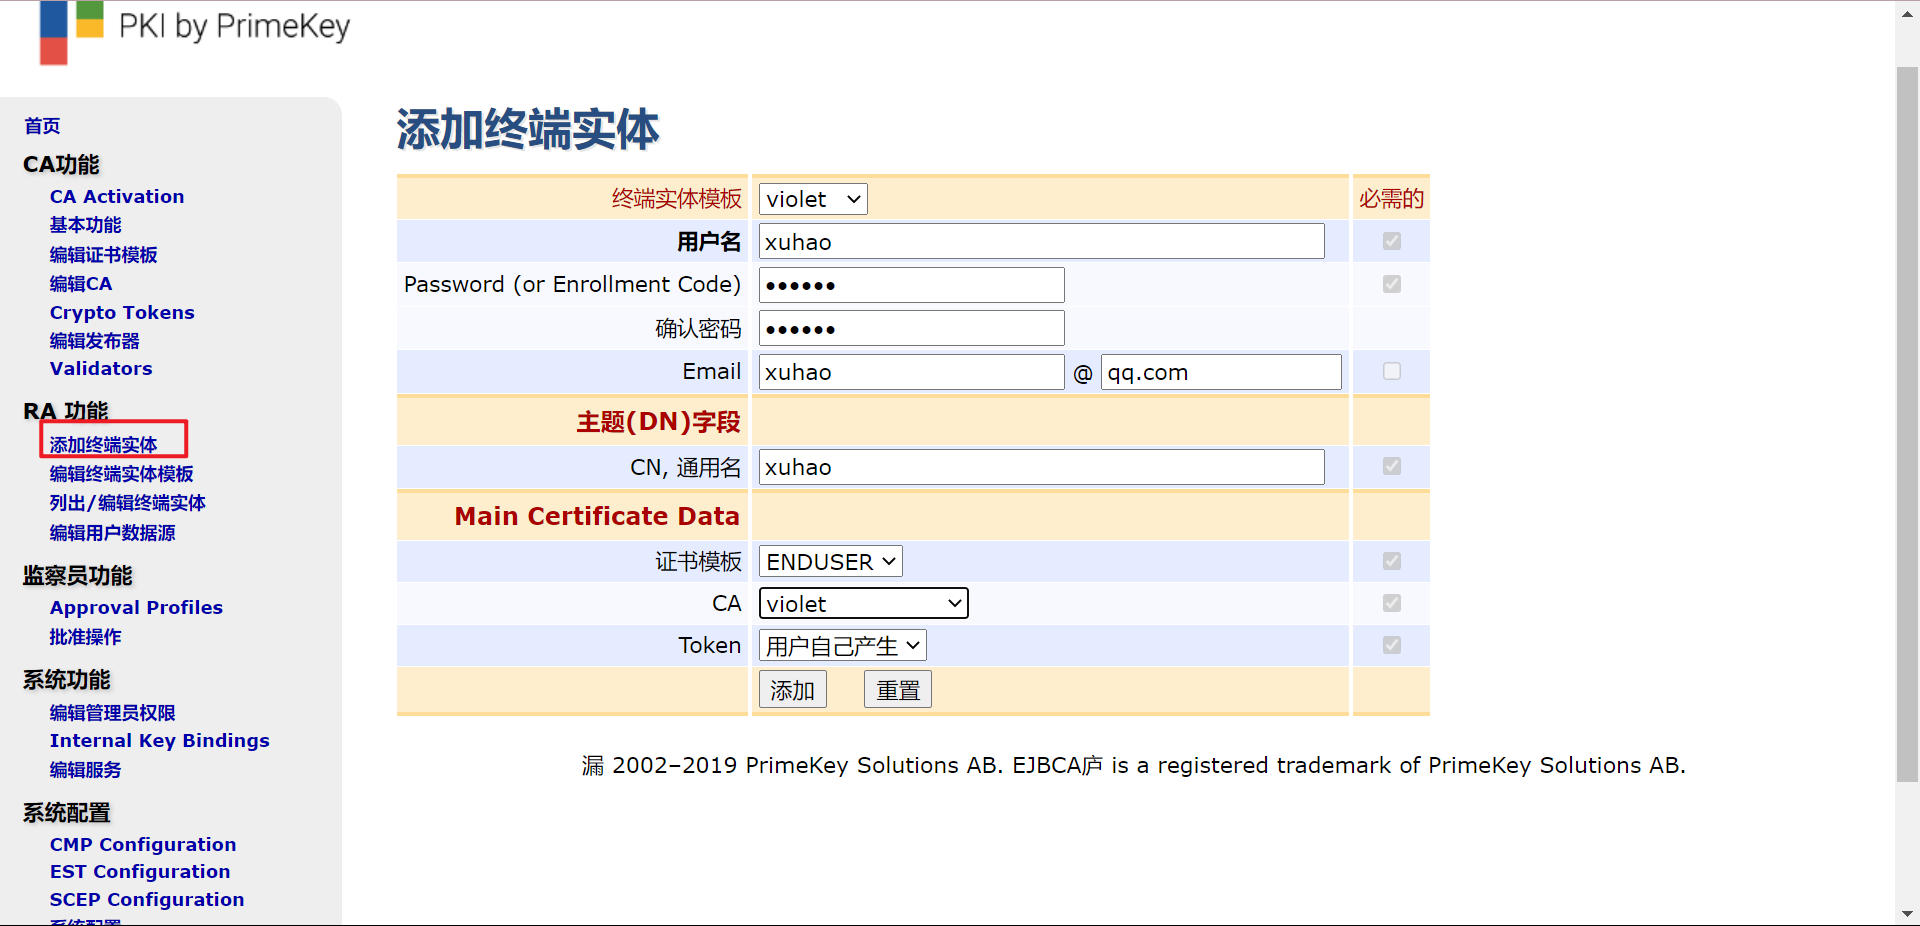 PKI by PrimeKey
首页
CA功能
CA Activation
基本功能
编辑证书模板
编辑CA
Crypto Tokens
编辑发布器
Validators
RA 功能
添加终端实体
编辑终端实体模板
列出/编辑终端实体
编辑用户数据源
监察员功能
Approval Profiles
批准操作
系统功能
编辑管理员权限
Internal Key Bindings
编辑服务
系统配置
CMP Configuration
EST Configuration
SCEP Configuration
系统配置
添加终端实体
终端实体模板 violet 必需的
用户名 xuhao
Password (or Enrollment Code) ••••••
确认密码 ••••••
Email xuhao @ qq.com
主题(DN)字段
CN, 通用名 xuhao
Main Certificate Data
证书模板 ENDUSER
CA violet
Token 用户自己产生
添加 重置
漏 2002–2019 PrimeKey Solutions AB. EJBCA庐 is a registered trademark of PrimeKey Solutions AB.